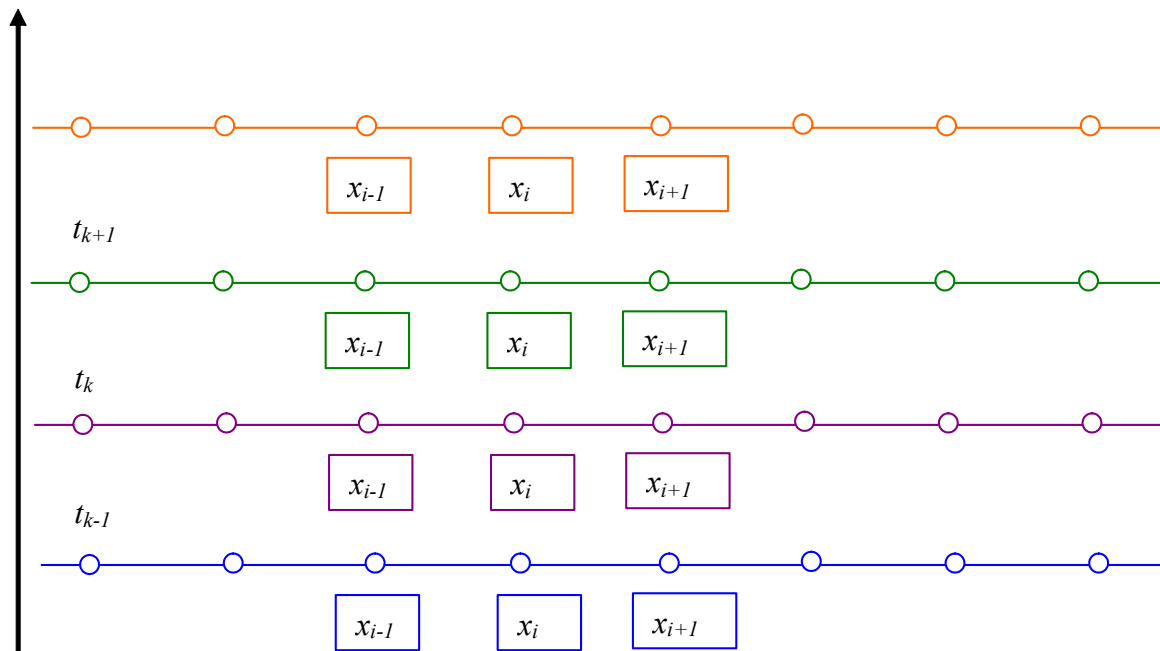 x_{i-1} x_i x_{i+1}
t_{k+1}
x_{i-1} x_i x_{i+1}
t_k
x_{i-1} x_i x_{i+1}
t_{k-1}
x_{i-1} x_i x_{i+1}